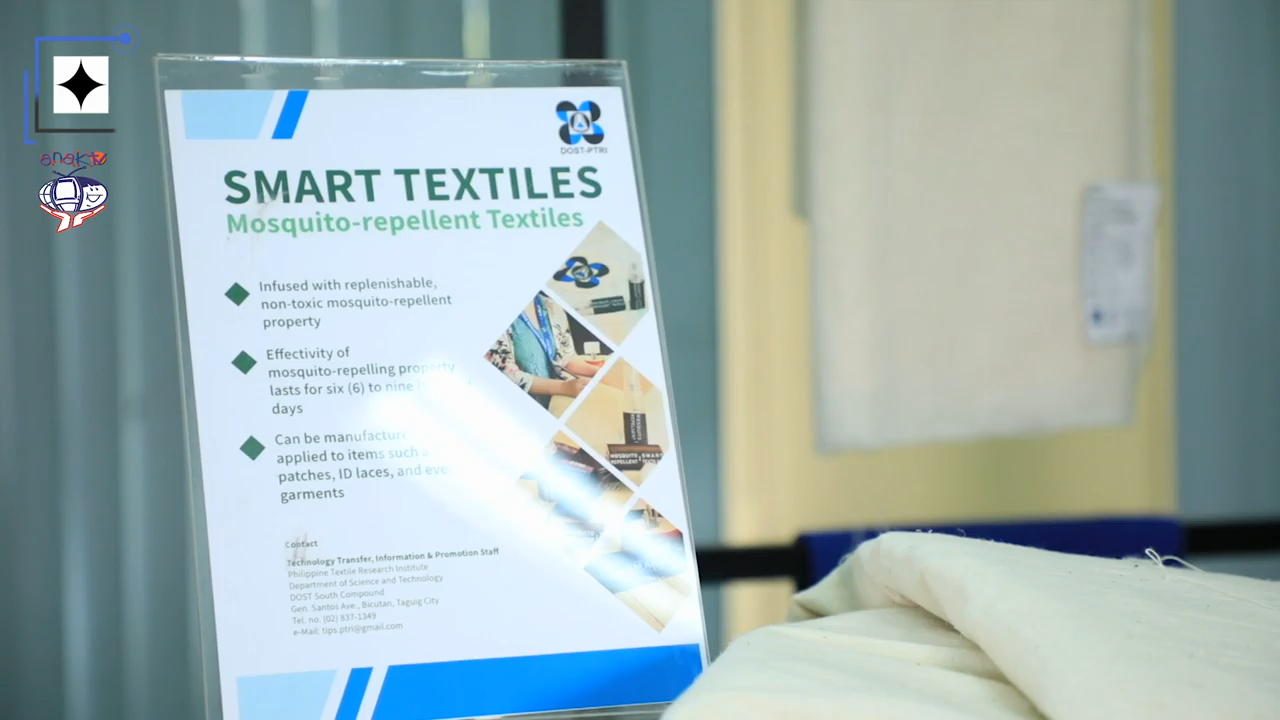 anaktv
DOST-PTRI
SMART TEXTILES
Mosquito-repellent Textiles
Infused with replenishable,
non-toxic mosquito-repellent
property
Effectivity of
mosquito-repelling property
lasts for six (6) to nine
days
Can be manufactured
applied to items such
patches, ID laces, and even
garments
Contact
Technology Transfer, Information & Promotion Staff
Philippine Textile Research Institute
Department of Science and Technology
DOST South Compound
Gen. Santos Ave., Bicutan, Taguig City
Tel. no. (02) 837-1349
e-Mail: tips.ptri@gmail.com